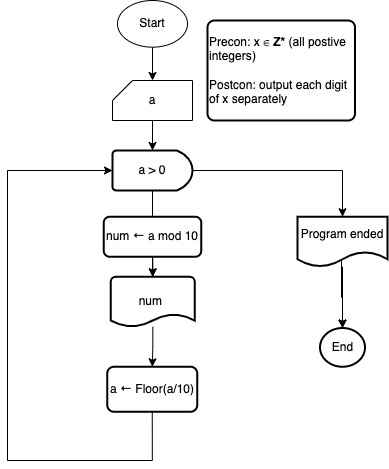 Start
Precon: x ∈ Z* (all postive
integers)
Postcon: output each digit
of x separately
a
a > 0
num ← a mod 10
Program ended
num
End
a ← Floor(a/10)